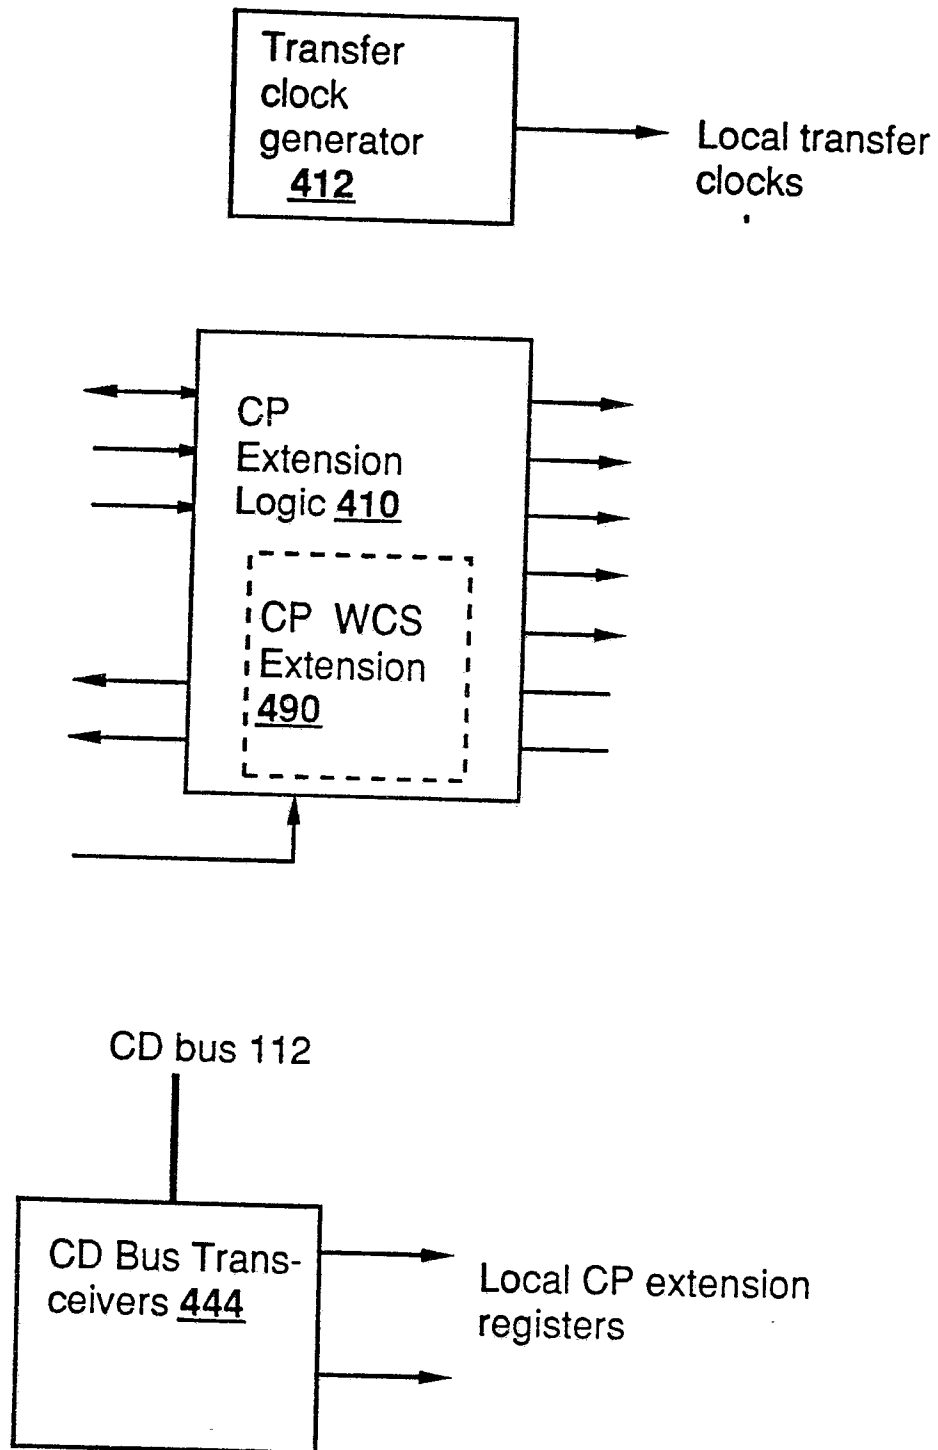 Transfer
clock
generator
412
Local transfer
clocks
CP
Extension
Logic 410
CP WCS
Extension
490
CD bus 112
CD Bus Trans-
ceivers 444
Local CP extension
registers